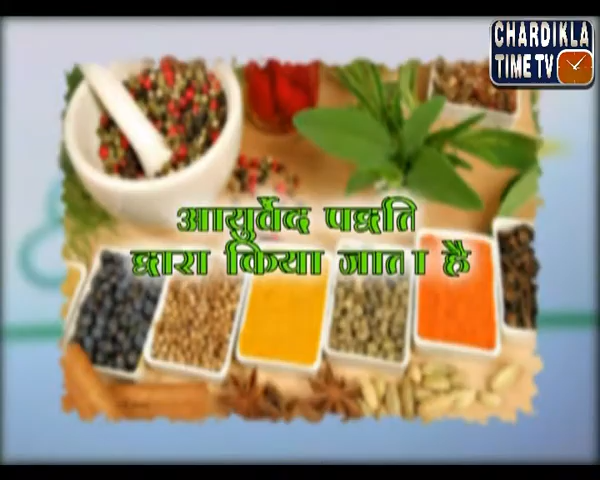 CHARDIKLA
TIME TV
आयुर्वेद पद्धति
द्वारा किया जाता है